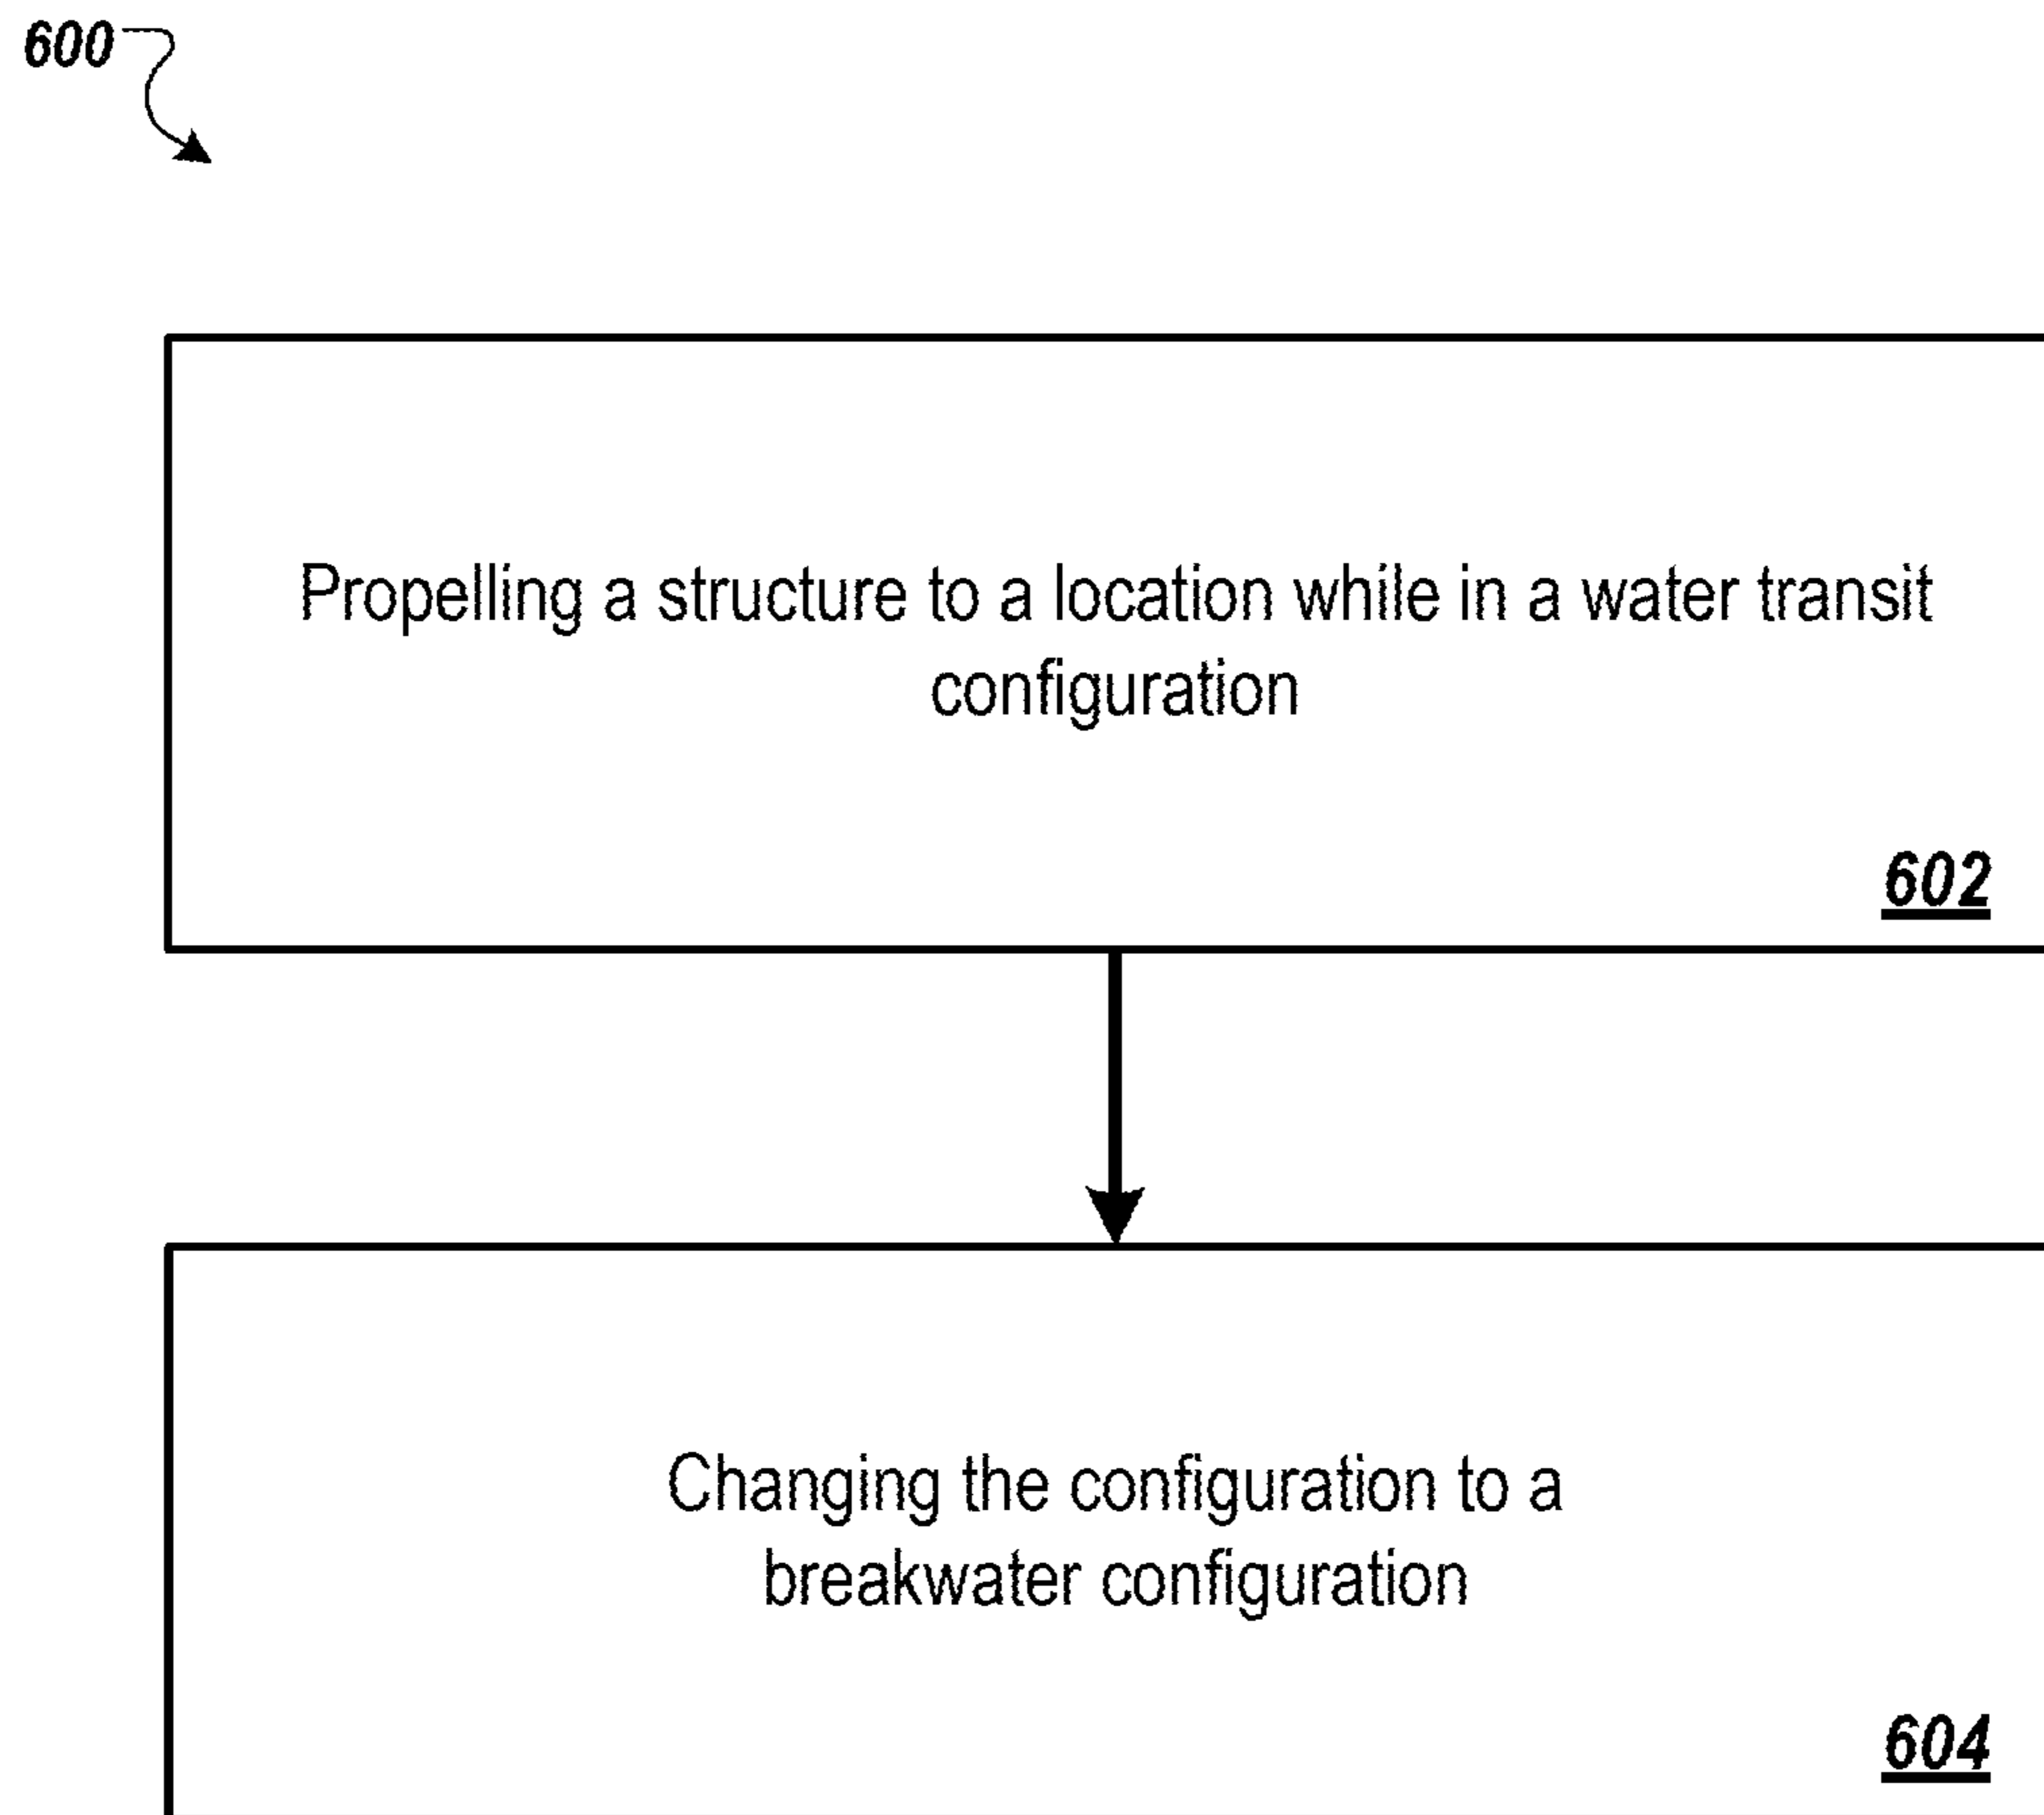 600
Propelling a structure to a location while in a water transit
configuration
602
Changing the configuration to a
breakwater configuration
604